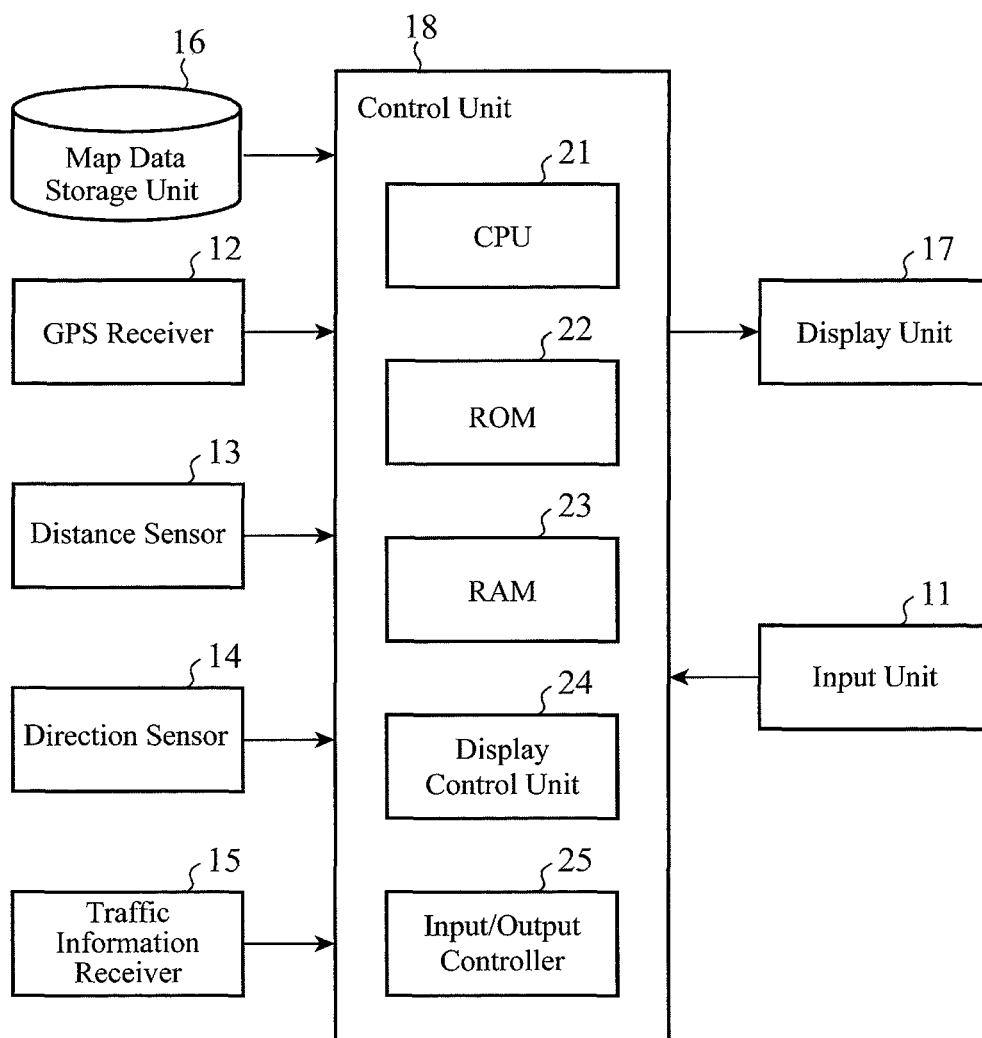 16
Map Data
Storage Unit
12
GPS Receiver
13
Distance Sensor
14
Direction Sensor
15
Traffic
Information
Receiver
18
Control Unit
21
CPU
22
ROM
23
RAM
24
Display
Control Unit
25
Input/Output
Controller
17
Display Unit
11
Input Unit